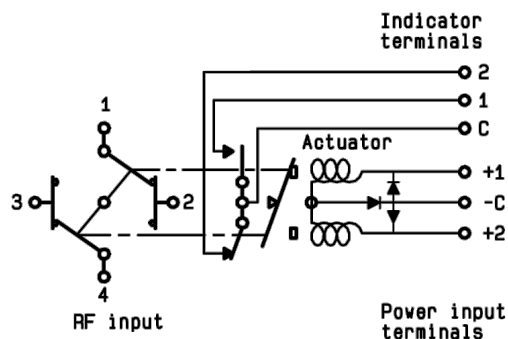 Indicator
terminals
2
1
1
C
Actuator
+1
3
2
-C
+2
4
RF input
Power input
terminals